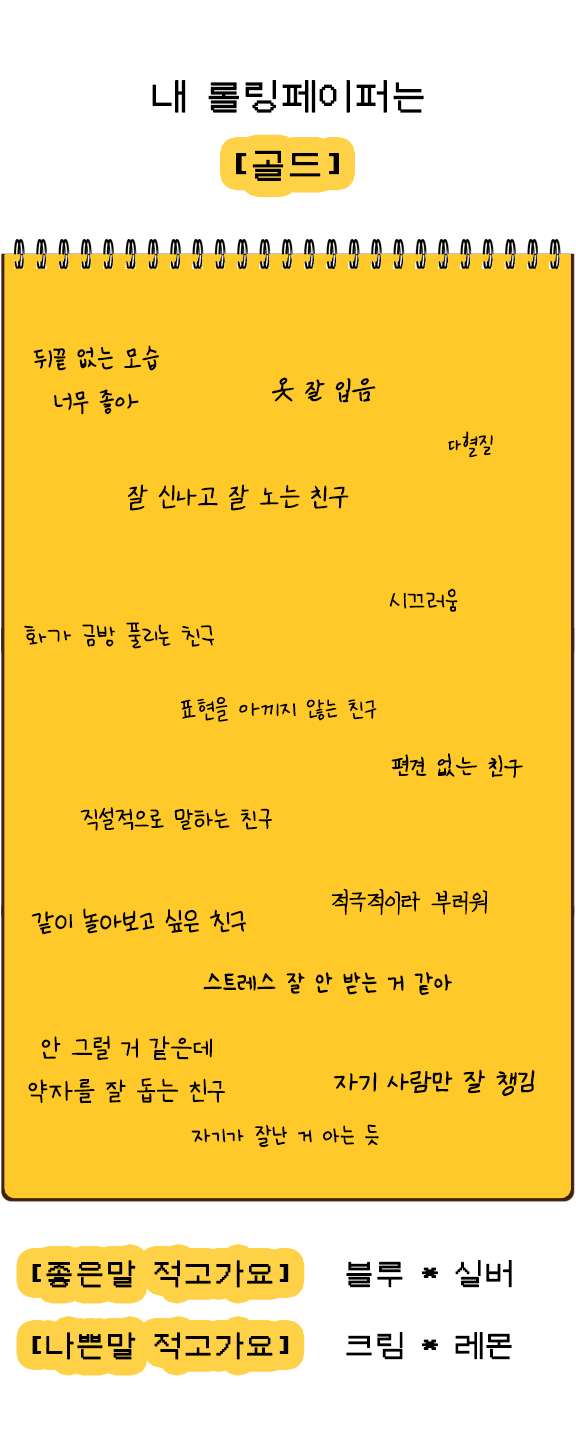 내 롤링페이퍼는
[골드]
뒤끝 없는 모습
너무 좋아
옷 잘 입음
다혈질
잘 신나고 잘 노는 친구
시끄러움
화가 금방 풀리는 친구
표현을 아끼지 않는 친구
편견 없는 친구
직설적으로 말하는 친구
적극적이라 부러워
같이 놀아보고 싶은 친구
스트레스 잘 안 받는 거 같아
안 그럴 거 같은데
약자를 잘 돕는 친구
자기 사람만 잘 챙김
자기가 잘난 거 아는 듯
[좋은말 적고가요] 블루 * 실버
[나쁜말 적고가요] 크림 * 레몬